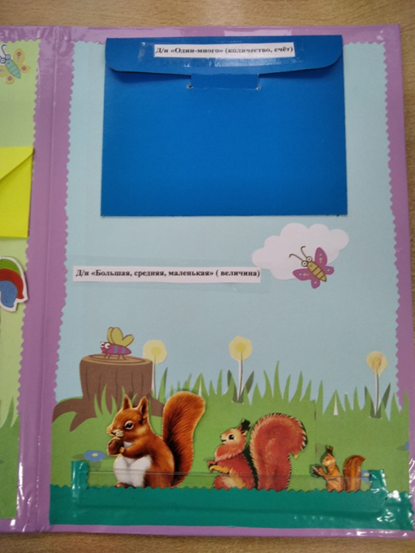 Д/и «Один-много» (количество, счёт)
Д/и «Большая, средняя, маленькая» ( величина)